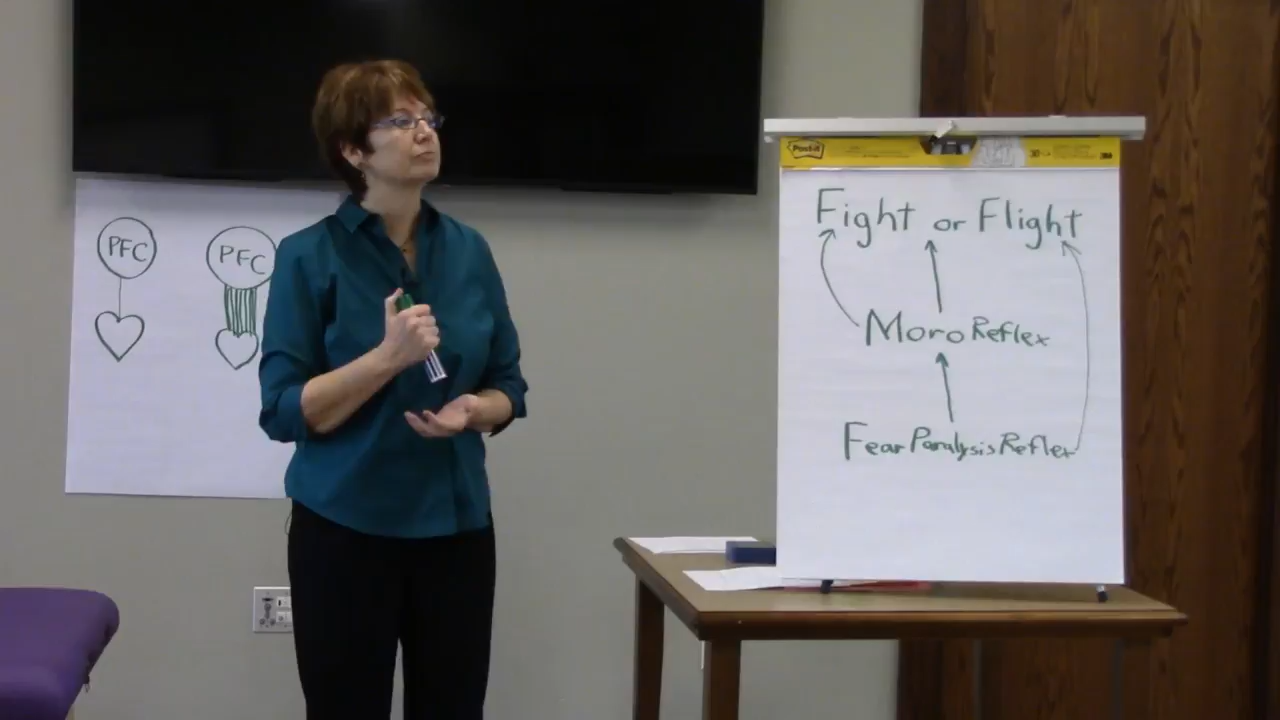 PFC PFC
Post-it
Fight or Flight
Moro Reflex
Fear Paralysis Reflex